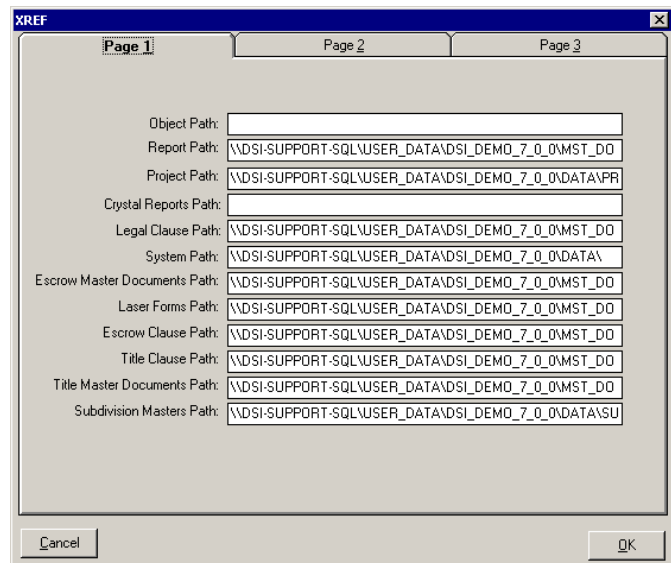 XREF
Page 1 Page 2 Page 3
Object Path:
Report Path: \\DSI-SUPPORT-SQL\USER_DATA\DSI_DEMO_7_0_0\MST_DO
Project Path: \\DSI-SUPPORT-SQL\USER_DATA\DSI_DEMO_7_0_0\DATA\PR
Crystal Reports Path:
Legal Clause Path: \\DSI-SUPPORT-SQL\USER_DATA\DSI_DEMO_7_0_0\MST_DO
System Path: \\DSI-SUPPORT-SQL\USER_DATA\DSI_DEMO_7_0_0\DATA\
Escrow Master Documents Path: \\DSI-SUPPORT-SQL\USER_DATA\DSI_DEMO_7_0_0\MST_DO
Laser Forms Path: \\DSI-SUPPORT-SQL\USER_DATA\DSI_DEMO_7_0_0\MST_DO
Escrow Clause Path: \\DSI-SUPPORT-SQL\USER_DATA\DSI_DEMO_7_0_0\MST_DO
Title Clause Path: \\DSI-SUPPORT-SQL\USER_DATA\DSI_DEMO_7_0_0\MST_DO
Title Master Documents Path: \\DSI-SUPPORT-SQL\USER_DATA\DSI_DEMO_7_0_0\MST_DO
Subdivision Masters Path: \\DSI-SUPPORT-SQL\USER_DATA\DSI_DEMO_7_0_0\DATA\SU
Cancel OK